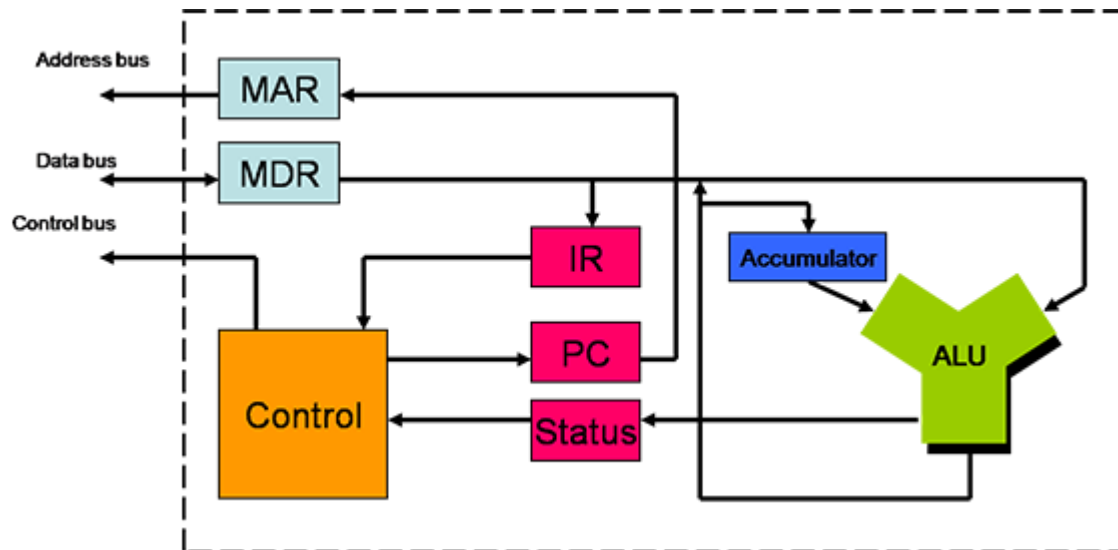 Address bus
MAR
Data bus
MDR
Control bus
IR
Accumulator
PC
ALU
Control
Status